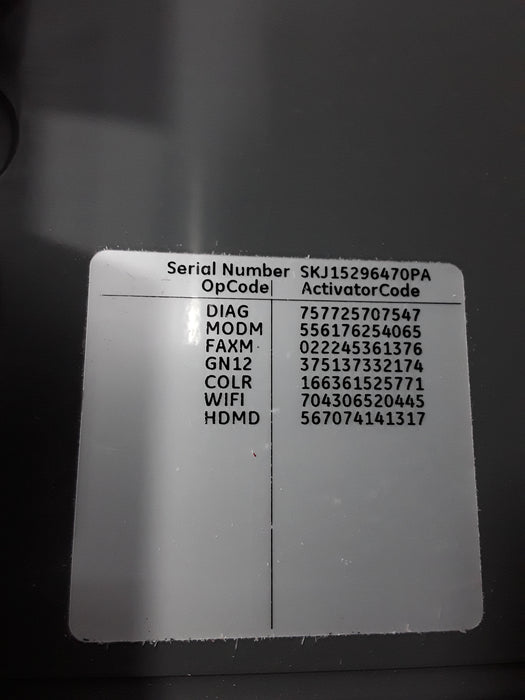 Serial Number SKJ15296470PA
OpCode ActivatorCode
DIAG 757725707547
MODM 556176254065
FAXM 022245361376
GN12 375137332174
COLR 166361525771
WIFI 704306520445
HDMD 567074141317